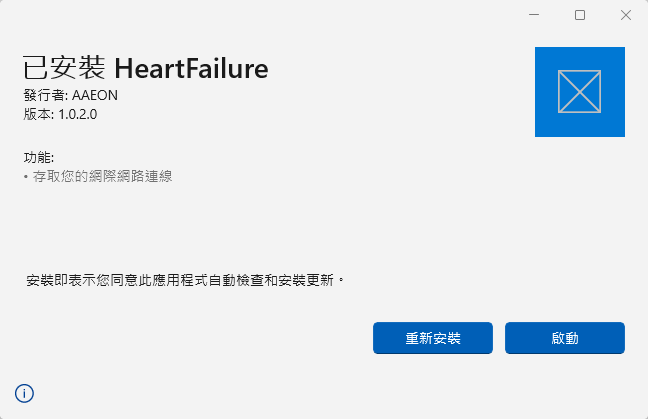 已安裝 HeartFailure
發行者: AAEON
版本: 1.0.2.0
功能:
• 存取您的網際網路連線
安裝即表示您同意此應用程式自動檢查和安裝更新。
重新安裝
啟動